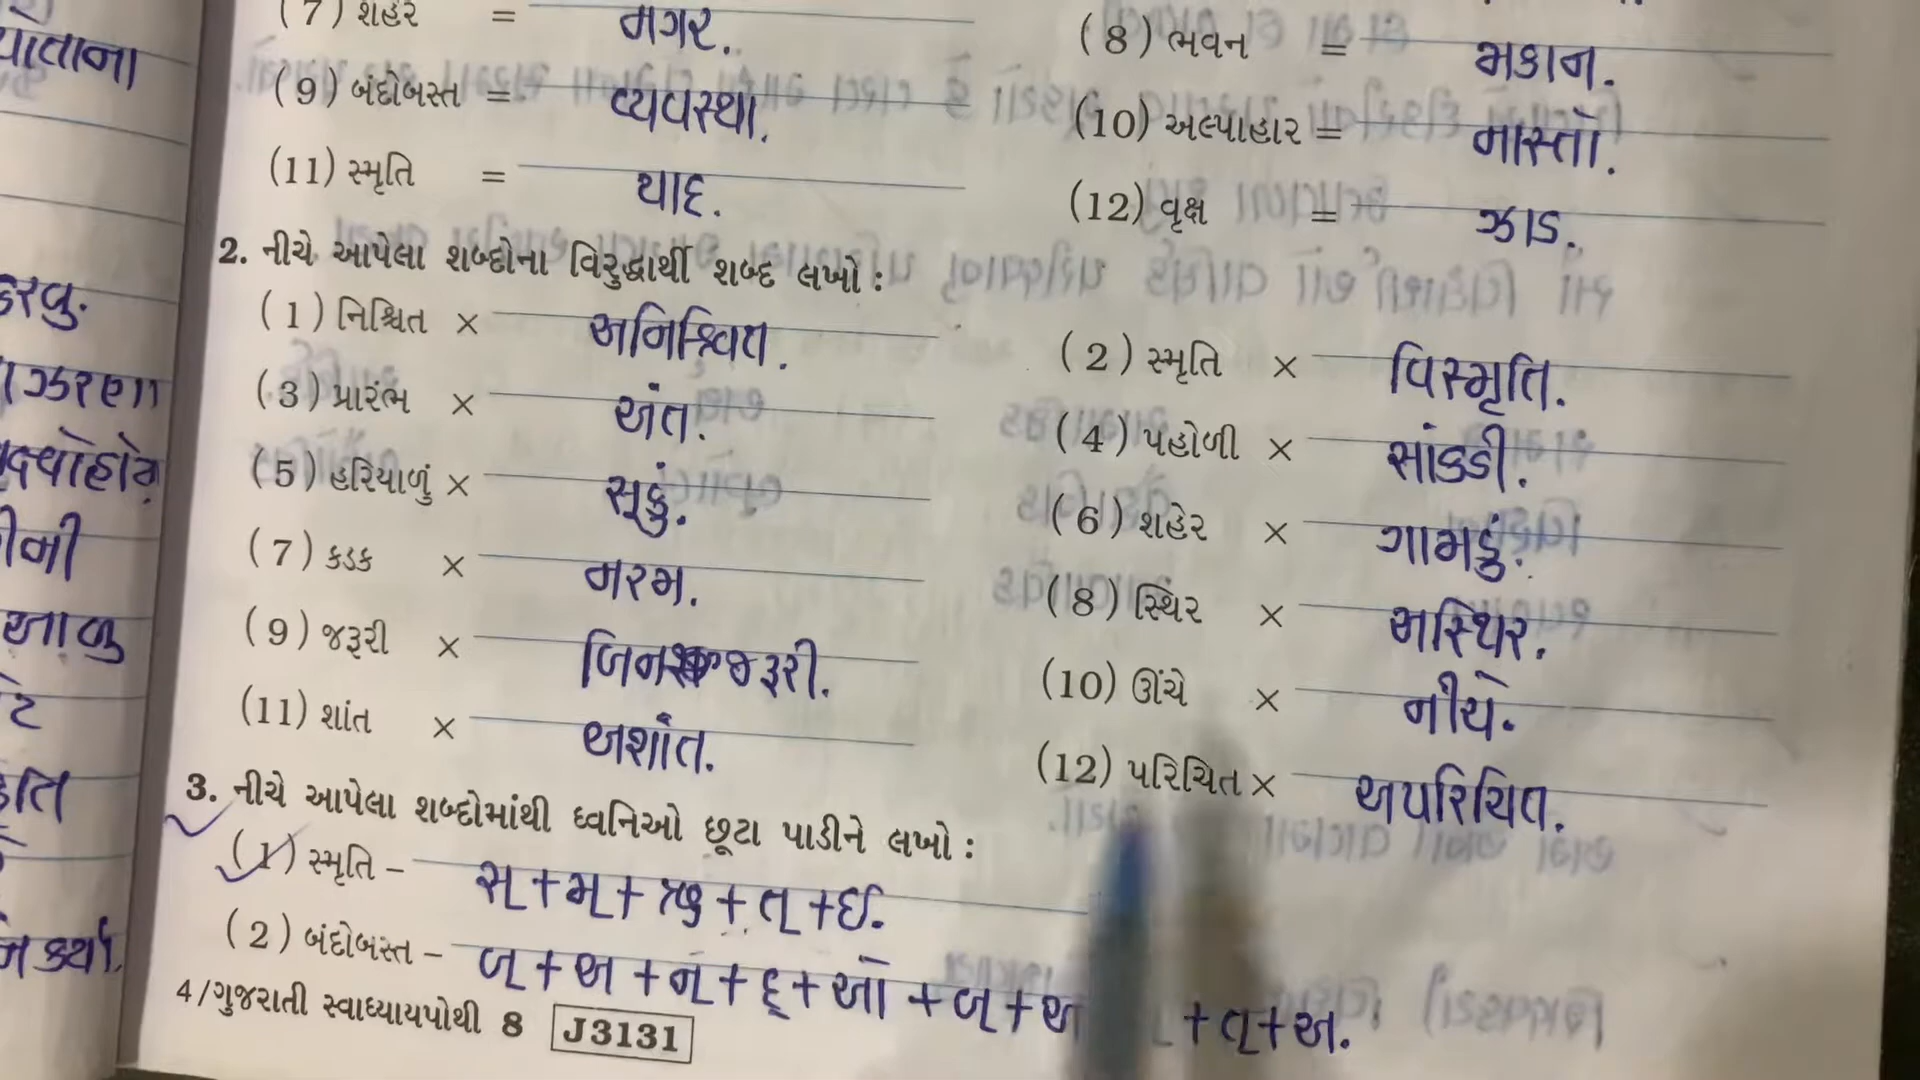 (7) શહેર = નગર.
(8) ભવન = મકાન.
(9) બંદોબસ્ત = વ્યવસ્થા.
(10) અલ્પાહાર = નાસ્તો.
(11) સ્મૃતિ = યાદ.
(12) વૃક્ષ = ઝાડ.
2. નીચે આપેલા શબ્દોના વિરુદ્ધાર્થી શબ્દ લખો :
(1) નિશ્ચિત × અનિશ્ચિત.
(2) સ્મૃતિ × વિસ્મૃતિ.
(3) પ્રારંભ × અંત.
(4) પહોળી × સાંકડી.
(5) હરિયાળું × સૂકું.
(6) શહેર × ગામડું.
(7) કડક × નરમ.
(8) સ્થિર × અસ્થિર.
(9) જરૂરી × બિનજરૂરી.
(10) ઊંચે × નીચે.
(11) શાંત × અશાંત.
(12) પરિચિત × અપરિચિત.
3. નીચે આપેલા શબ્દોમાંથી ધ્વનિઓ છૂટા પાડીને લખો :
(1) સ્મૃતિ – સ્+મ્+ઋ+ત્+ઈ.
(2) બંદોબસ્ત – બ્+અ+ન્+દ્+ઓ+બ્+અ +ત્+અ.
4/ગુજરાતી સ્વાધ્યાયપોથી 8 J3131
પોતાના